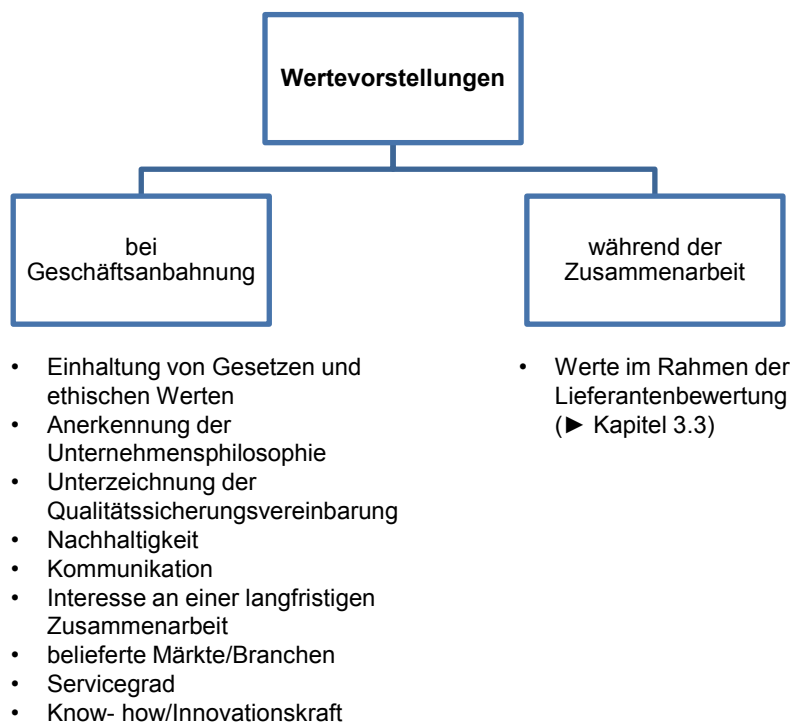 Wertevorstellungen
bei
Geschäftsanbahnung
während der
Zusammenarbeit
• Einhaltung von Gesetzen und
ethischen Werten
• Anerkennung der
Unternehmensphilosophie
• Unterzeichnung der
Qualitätssicherungsvereinbarung
• Nachhaltigkeit
• Kommunikation
• Interesse an einer langfristigen
Zusammenarbeit
• belieferte Märkte/Branchen
• Servicegrad
• Know- how/Innovationskraft
• Werte im Rahmen der
Lieferantenbewertung
(► Kapitel 3.3)